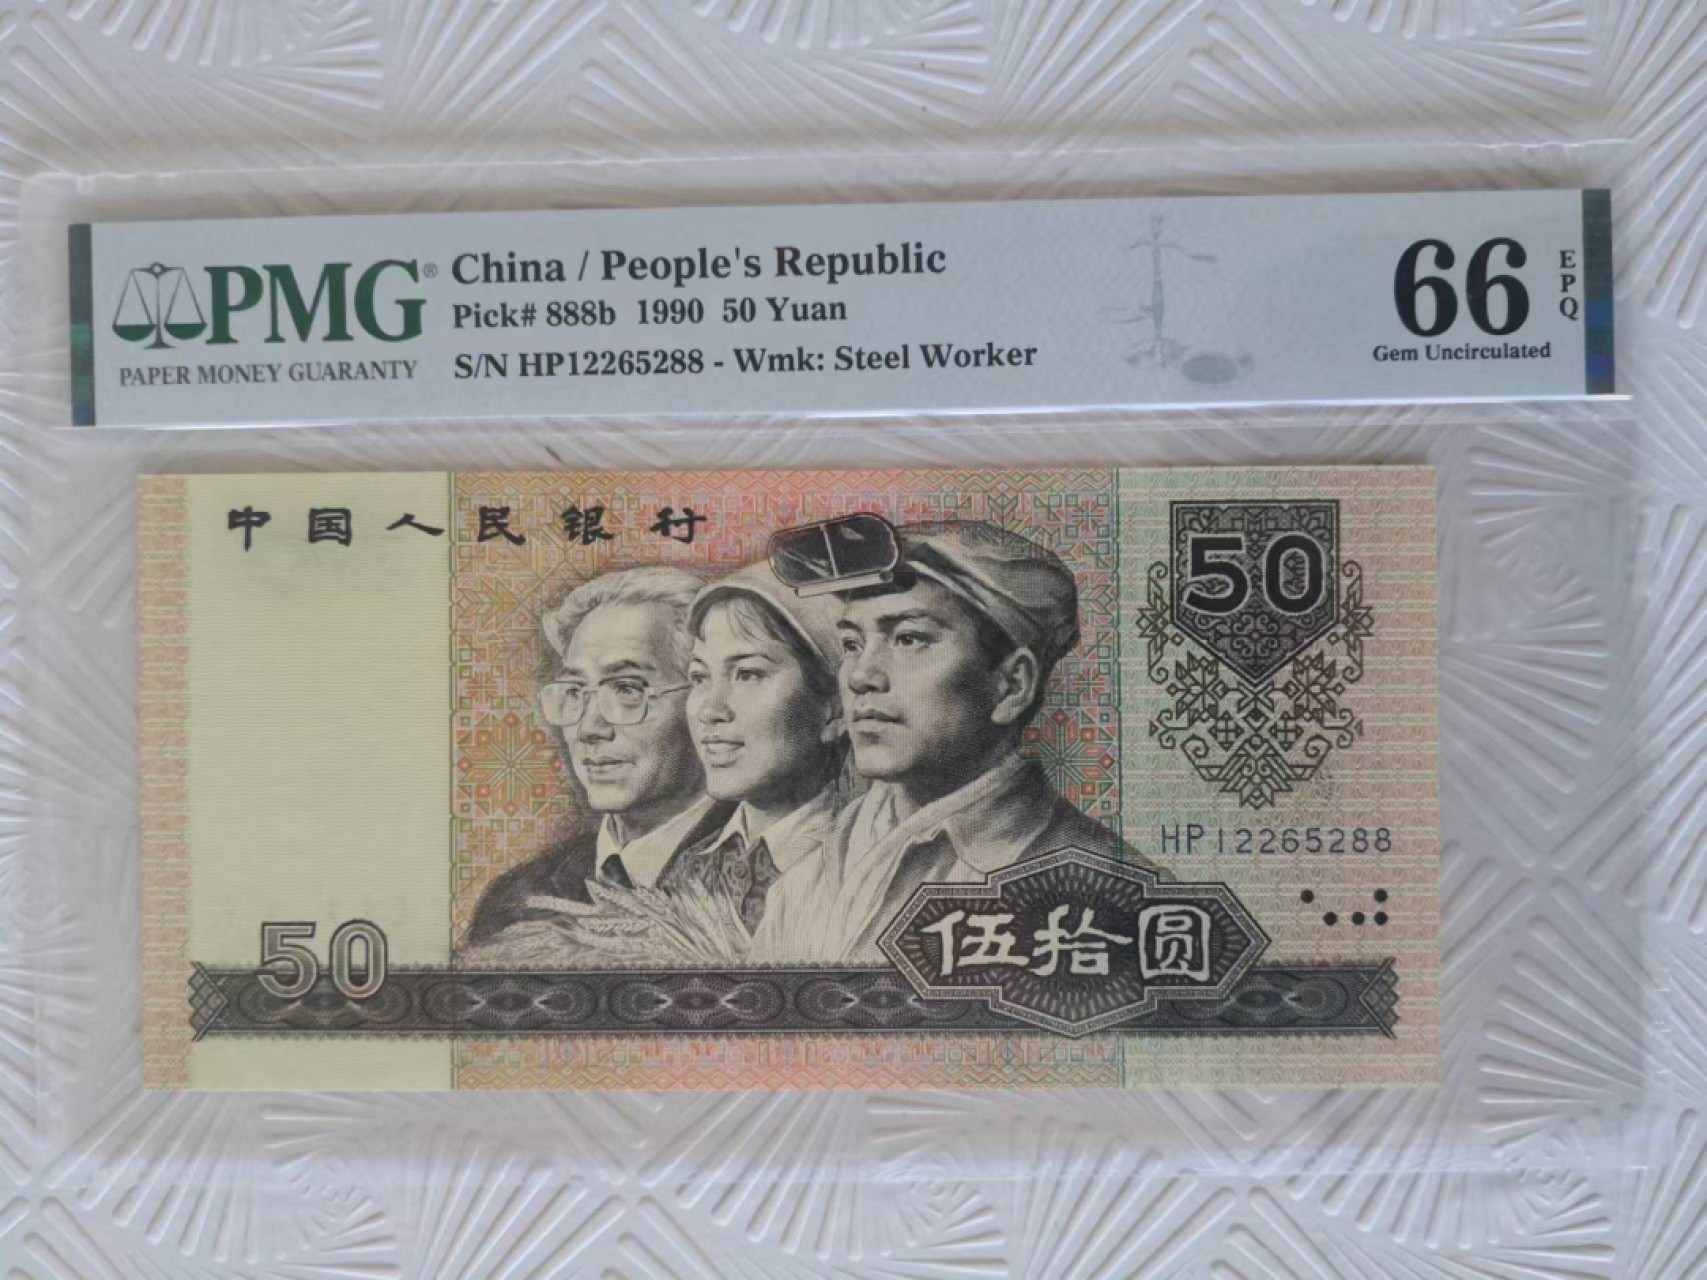 PMG®
PAPER MONEY GUARANTY
China / People's Republic
Pick# 888b 1990 50 Yuan
S/N HP12265288 - Wmk: Steel Worker
66
EPQ
Gem Uncirculated
中国人民银行
50
HP12265288
50
伍拾圆